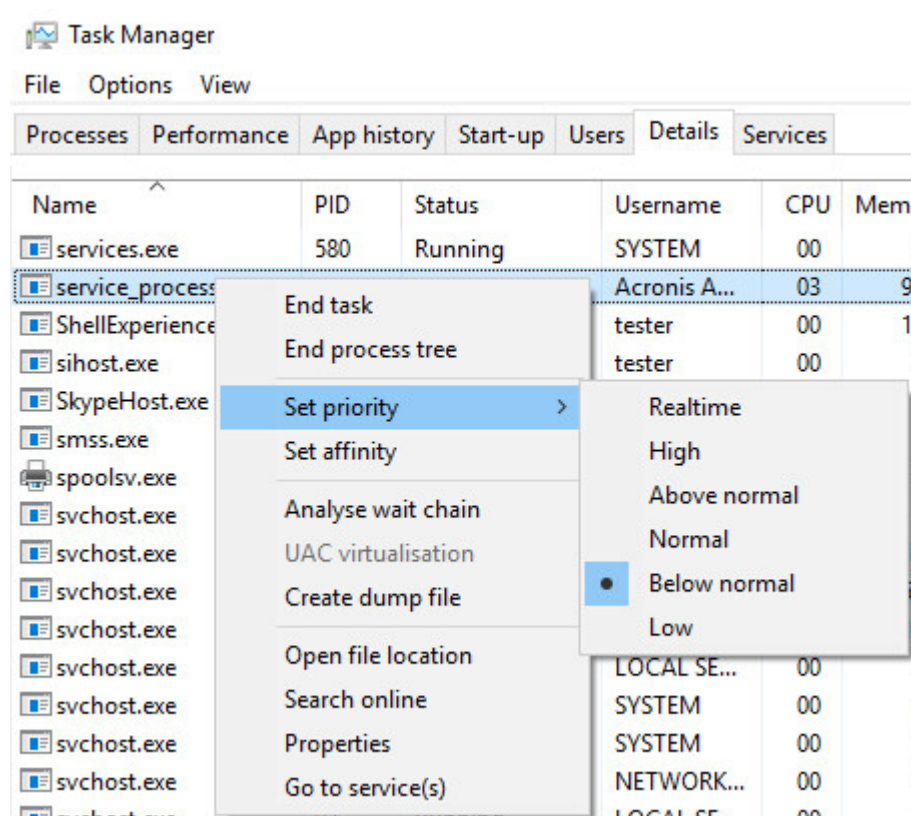 Task Manager
File Options View
Processes Performance App history Start-up Users Details Services
Name PID Status Username CPU Mem
services.exe 580 Running SYSTEM 00
service_process Acronis A... 03 9
End task
ShellExperience tester 00 1
End process tree
sihost.exe tester 00
SkypeHost.exe Set priority Realtime
smss.exe Set affinity High
spoolsv.exe Above normal
svchost.exe Analyse wait chain Normal
svchost.exe UAC virtualisation
svchost.exe Create dump file Below normal
svchost.exe Low
svchost.exe Open file location LOCAL SE... 00
svchost.exe Search online SYSTEM 00
svchost.exe Properties SYSTEM 00
svchost.exe Go to service(s) NETWORK... 00